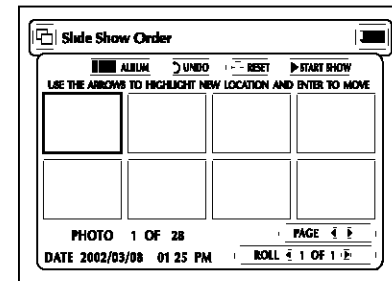 Slide Show Order
ALBUM UNDO RESET START SHOW
USE THE ARROWS TO HIGHLIGHT NEW LOCATION AND ENTER TO MOVE
PHOTO 1 OF 28 PAGE
DATE 2002/03/08 01 25 PM ROLL 1 OF 1